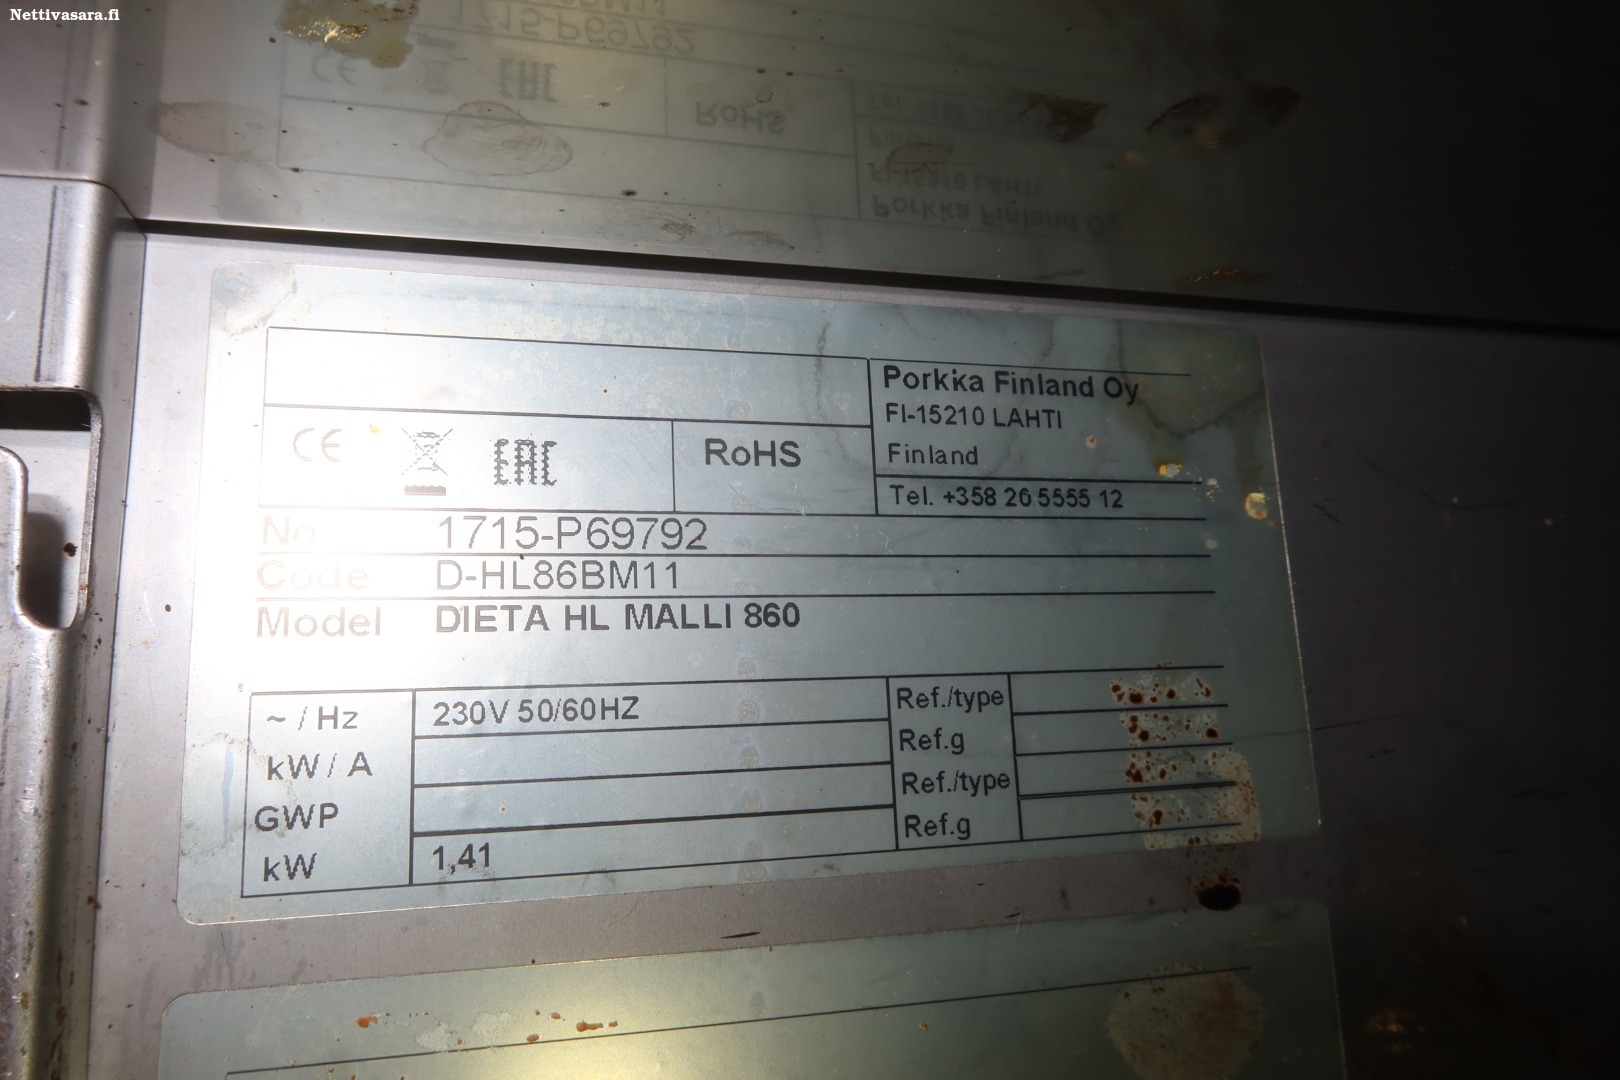 Nettivasara.fi
Porkka Finland Oy
FI-15210 LAHTI
Finland
Tel. +358 20 5555 12
CE EAC RoHS
No 1715-P69792
Code D-HL86BM11
Model DIETA HL MALLI 860
~ / Hz 230V 50/60HZ Ref./type
kW / A Ref.g
GWP Ref./type
kW 1,41 Ref.g